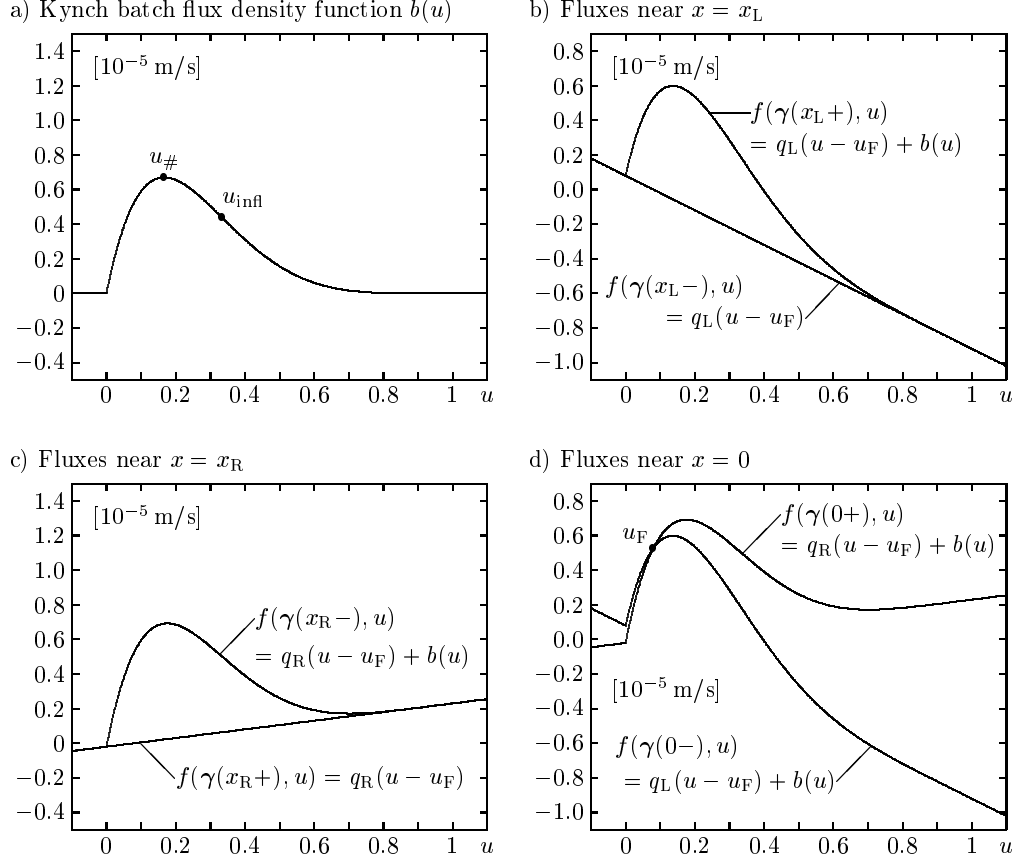 a) Kynch batch flux density function b(u)
1.4
[10⁻⁵ m/s]
1.2
1.0
0.8
u_#
0.6
u_infl
0.4
0.2
0
−0.2
−0.4
0 0.2 0.4 0.6 0.8 1 u
b) Fluxes near x = x_L
0.8
[10⁻⁵ m/s]
0.6
f(γ(x_L+), u)
0.4
= q_L(u − u_F) + b(u)
0.2
0.0
−0.2
−0.4
f(γ(x_L−), u)
−0.6
= q_L(u − u_F)
−0.8
−1.0
0 0.2 0.4 0.6 0.8 1 u
c) Fluxes near x = x_R
1.4
[10⁻⁵ m/s]
1.2
1.0
0.8
f(γ(x_R−), u)
0.6
= q_R(u − u_F) + b(u)
0.4
0.2
0
−0.2
f(γ(x_R+), u) = q_R(u − u_F)
−0.4
0 0.2 0.4 0.6 0.8 1 u
d) Fluxes near x = 0
0.8
f(γ(0+), u)
0.6
u_F
= q_R(u − u_F) + b(u)
0.4
0.2
0.0
−0.2
[10⁻⁵ m/s]
−0.4
−0.6
f(γ(0−), u)
−0.8
= q_L(u − u_F) + b(u)
−1.0
0 0.2 0.4 0.6 0.8 1 u